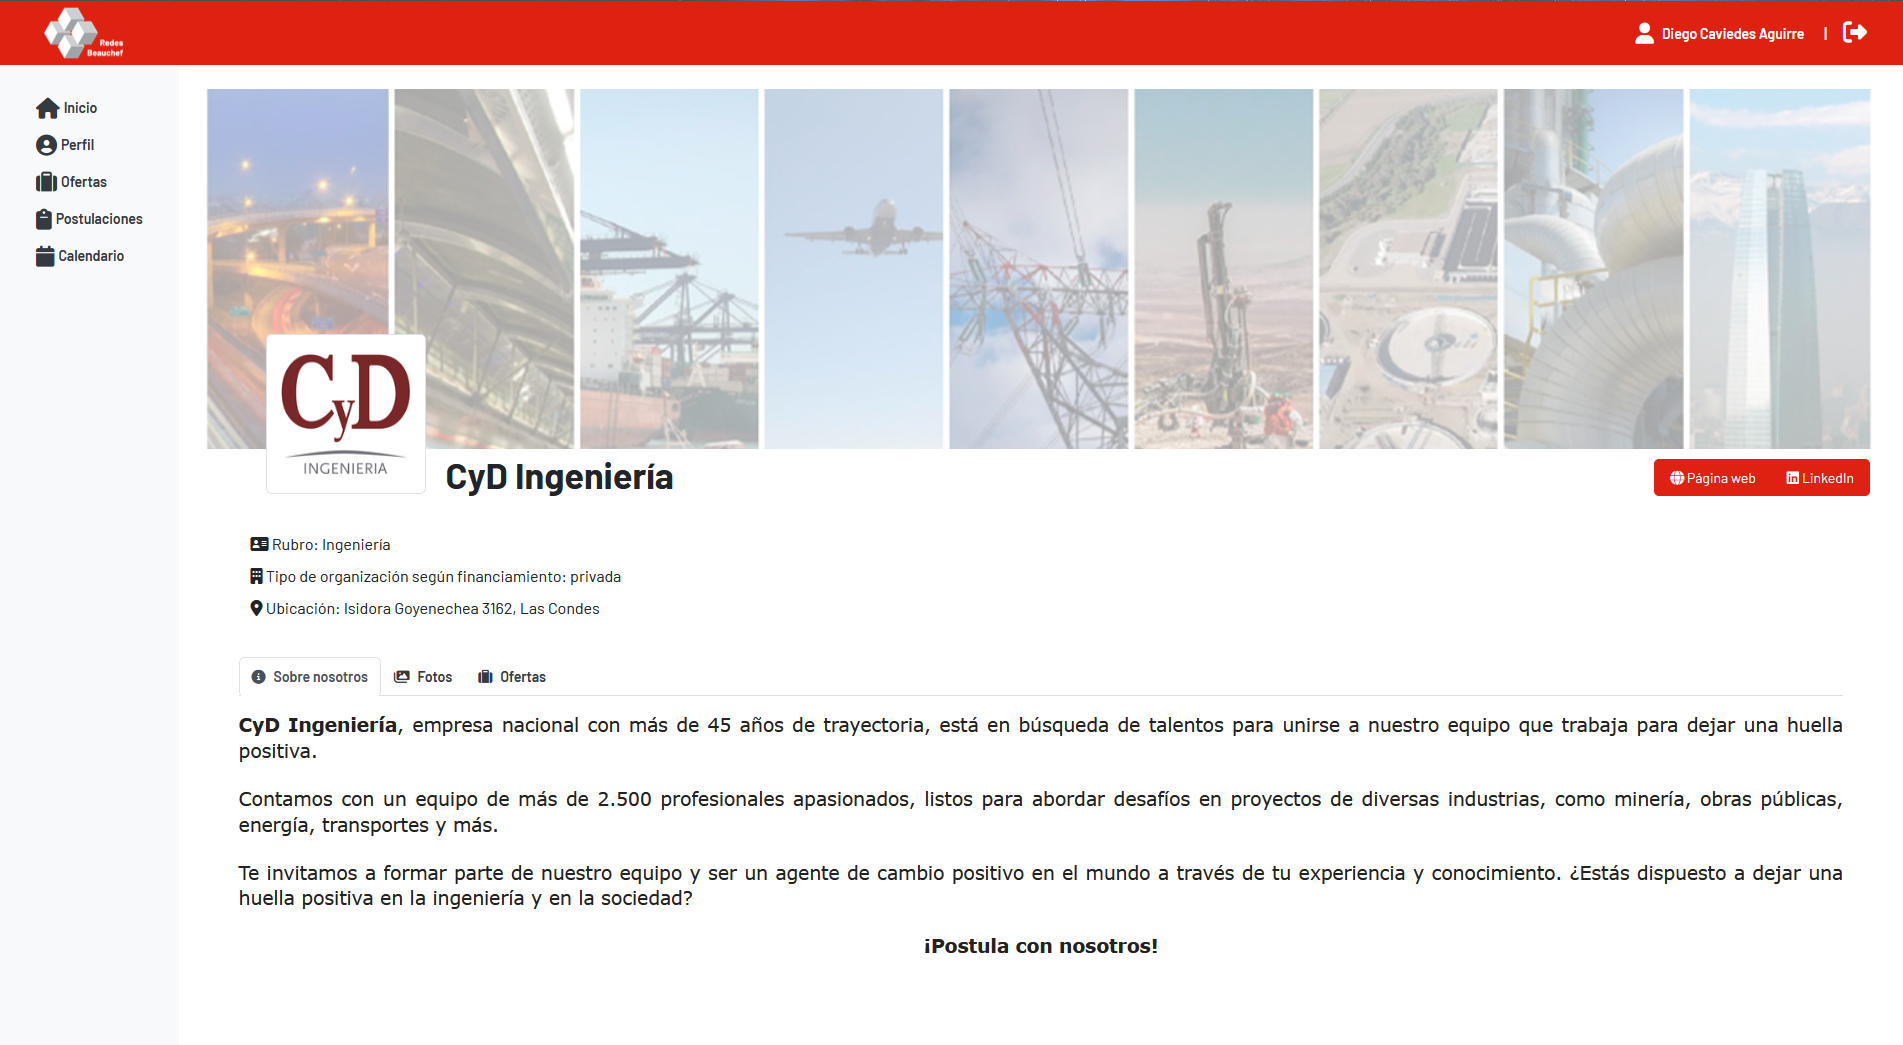 Redes
Beauchef
Diego Caviedes Aguirre |
Inicio
Perfil
Ofertas
Postulaciones
Calendario
CyD
INGENIERIA
CyD Ingeniería
Página web
LinkedIn
Rubro: Ingeniería
Tipo de organización según financiamiento: privada
Ubicación: Isidora Goyenechea 3162, Las Condes
Sobre nosotros
Fotos
Ofertas
CyD Ingeniería, empresa nacional con más de 45 años de trayectoria, está en búsqueda de talentos para unirse a nuestro equipo que trabaja para dejar una huella
positiva.
Contamos con un equipo de más de 2.500 profesionales apasionados, listos para abordar desafíos en proyectos de diversas industrias, como minería, obras públicas,
energía, transportes y más.
Te invitamos a formar parte de nuestro equipo y ser un agente de cambio positivo en el mundo a través de tu experiencia y conocimiento. ¿Estás dispuesto a dejar una
huella positiva en la ingeniería y en la sociedad?
¡Postula con nosotros!